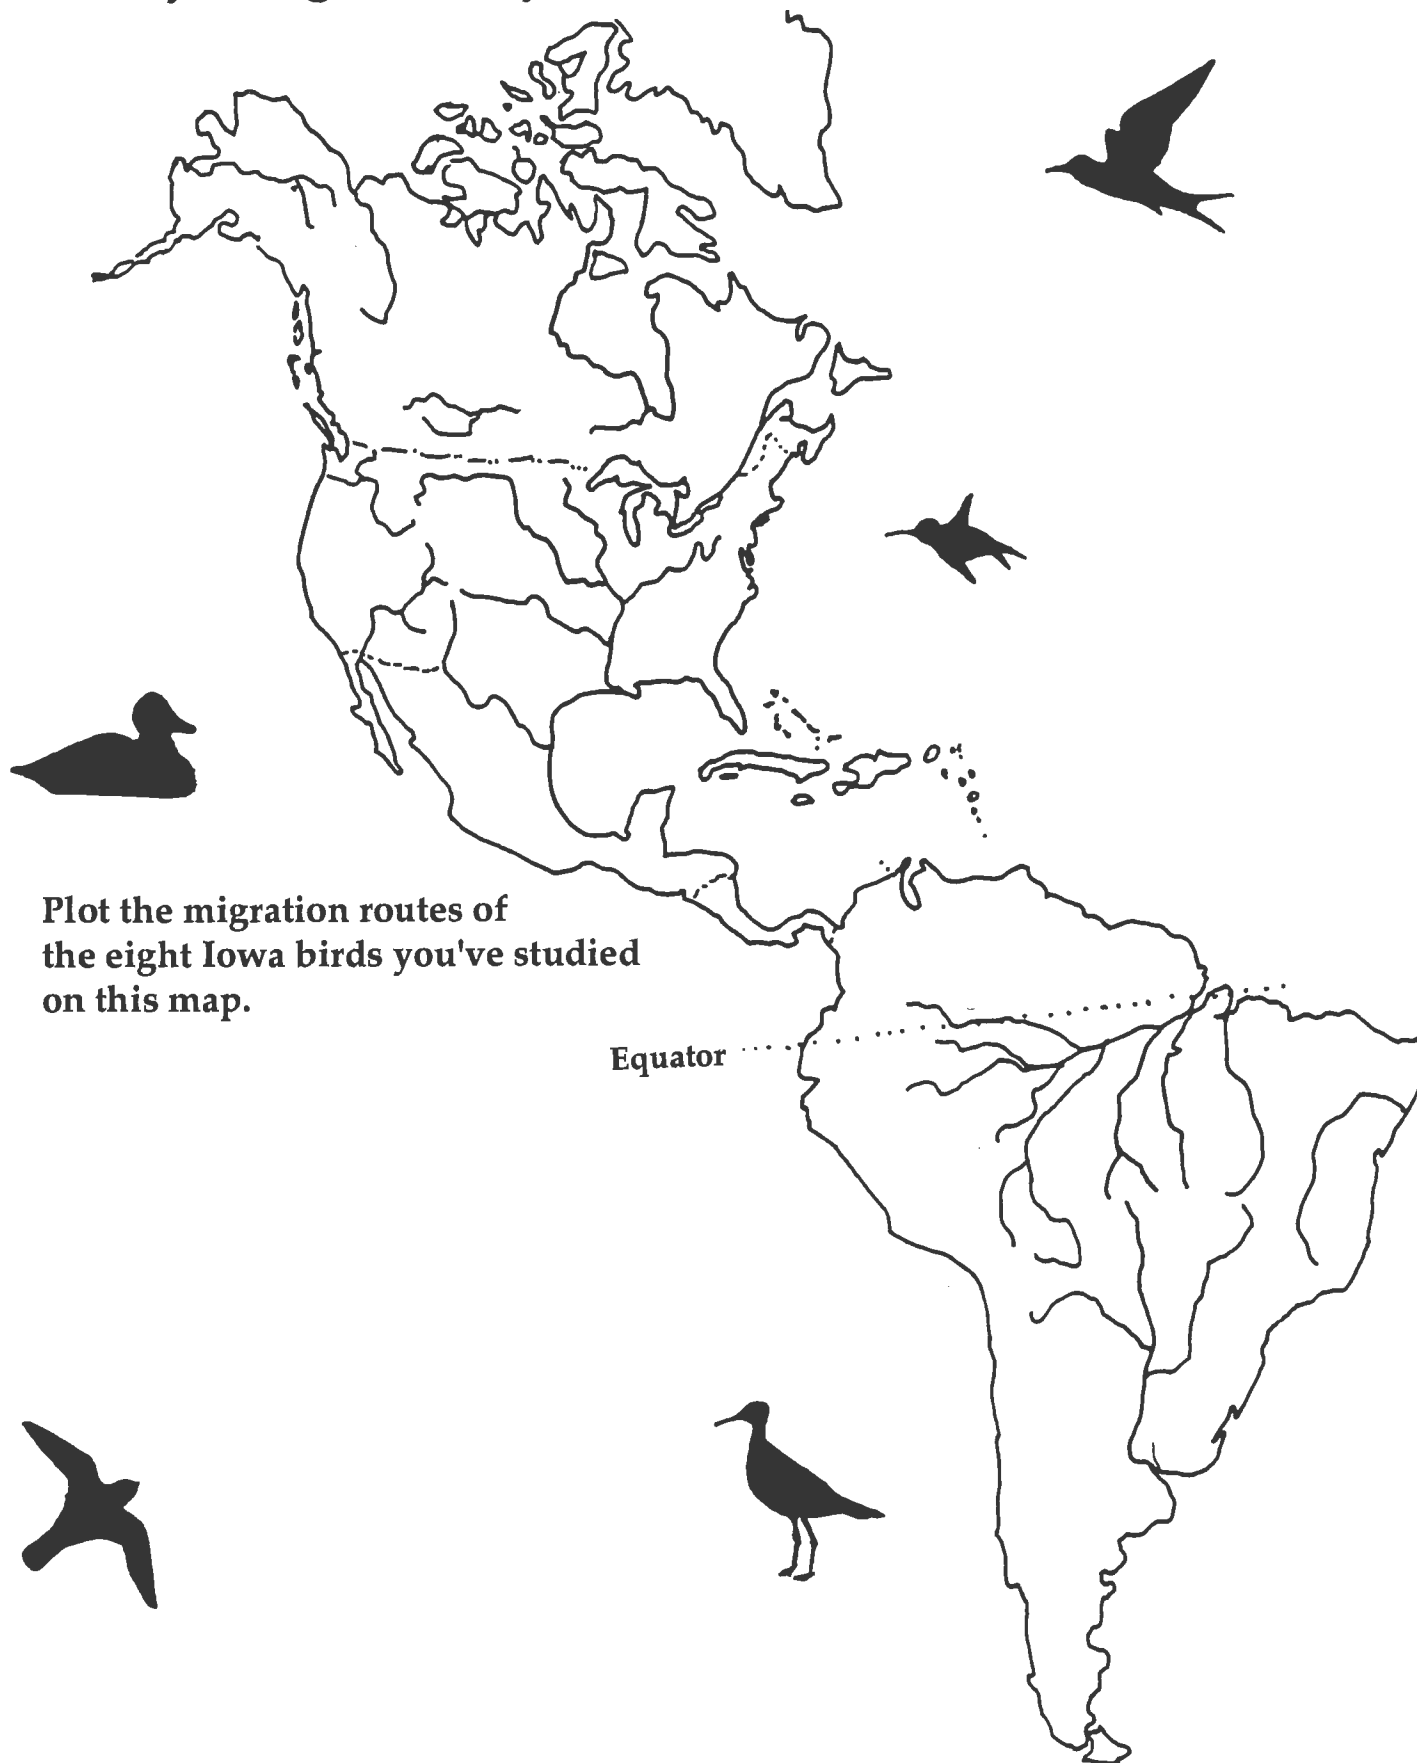 Plot the migration routes of
the eight Iowa birds you've studied
on this map.
Equator